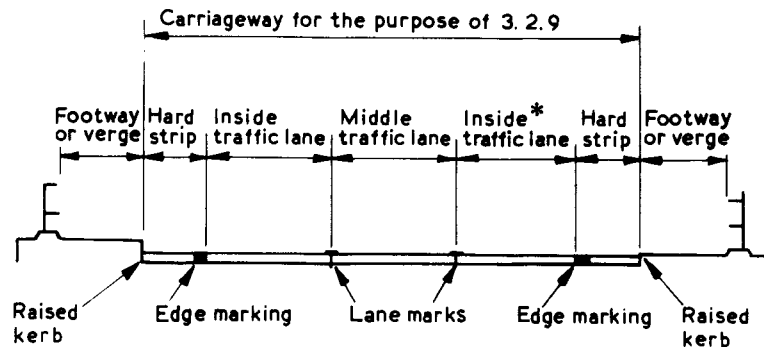 Carriageway for the purpose of 3.2.9
Footway
or verge
Hard
strip
Inside
traffic lane
Middle
traffic lane
Inside*
traffic lane
Hard
strip
Footway
or verge
Raised
kerb
Edge marking
Lane marks
Edge marking
Raised
kerb